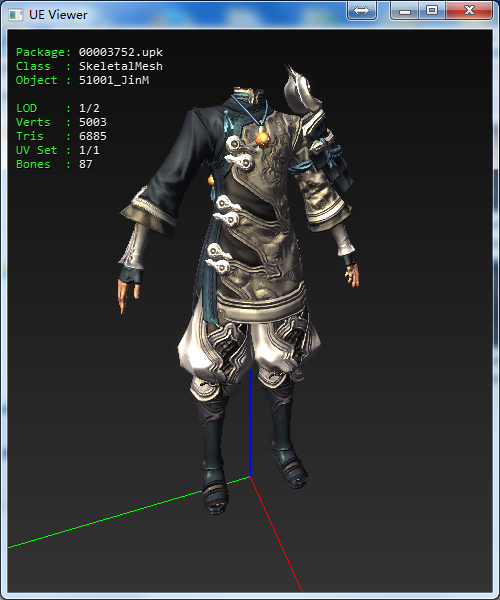 UE Viewer
Package: 00003752.upk
Class : SkeletalMesh
Object : 51001_JinM
LOD : 1/2
Verts : 5003
Tris : 6885
UV Set : 1/1
Bones : 87